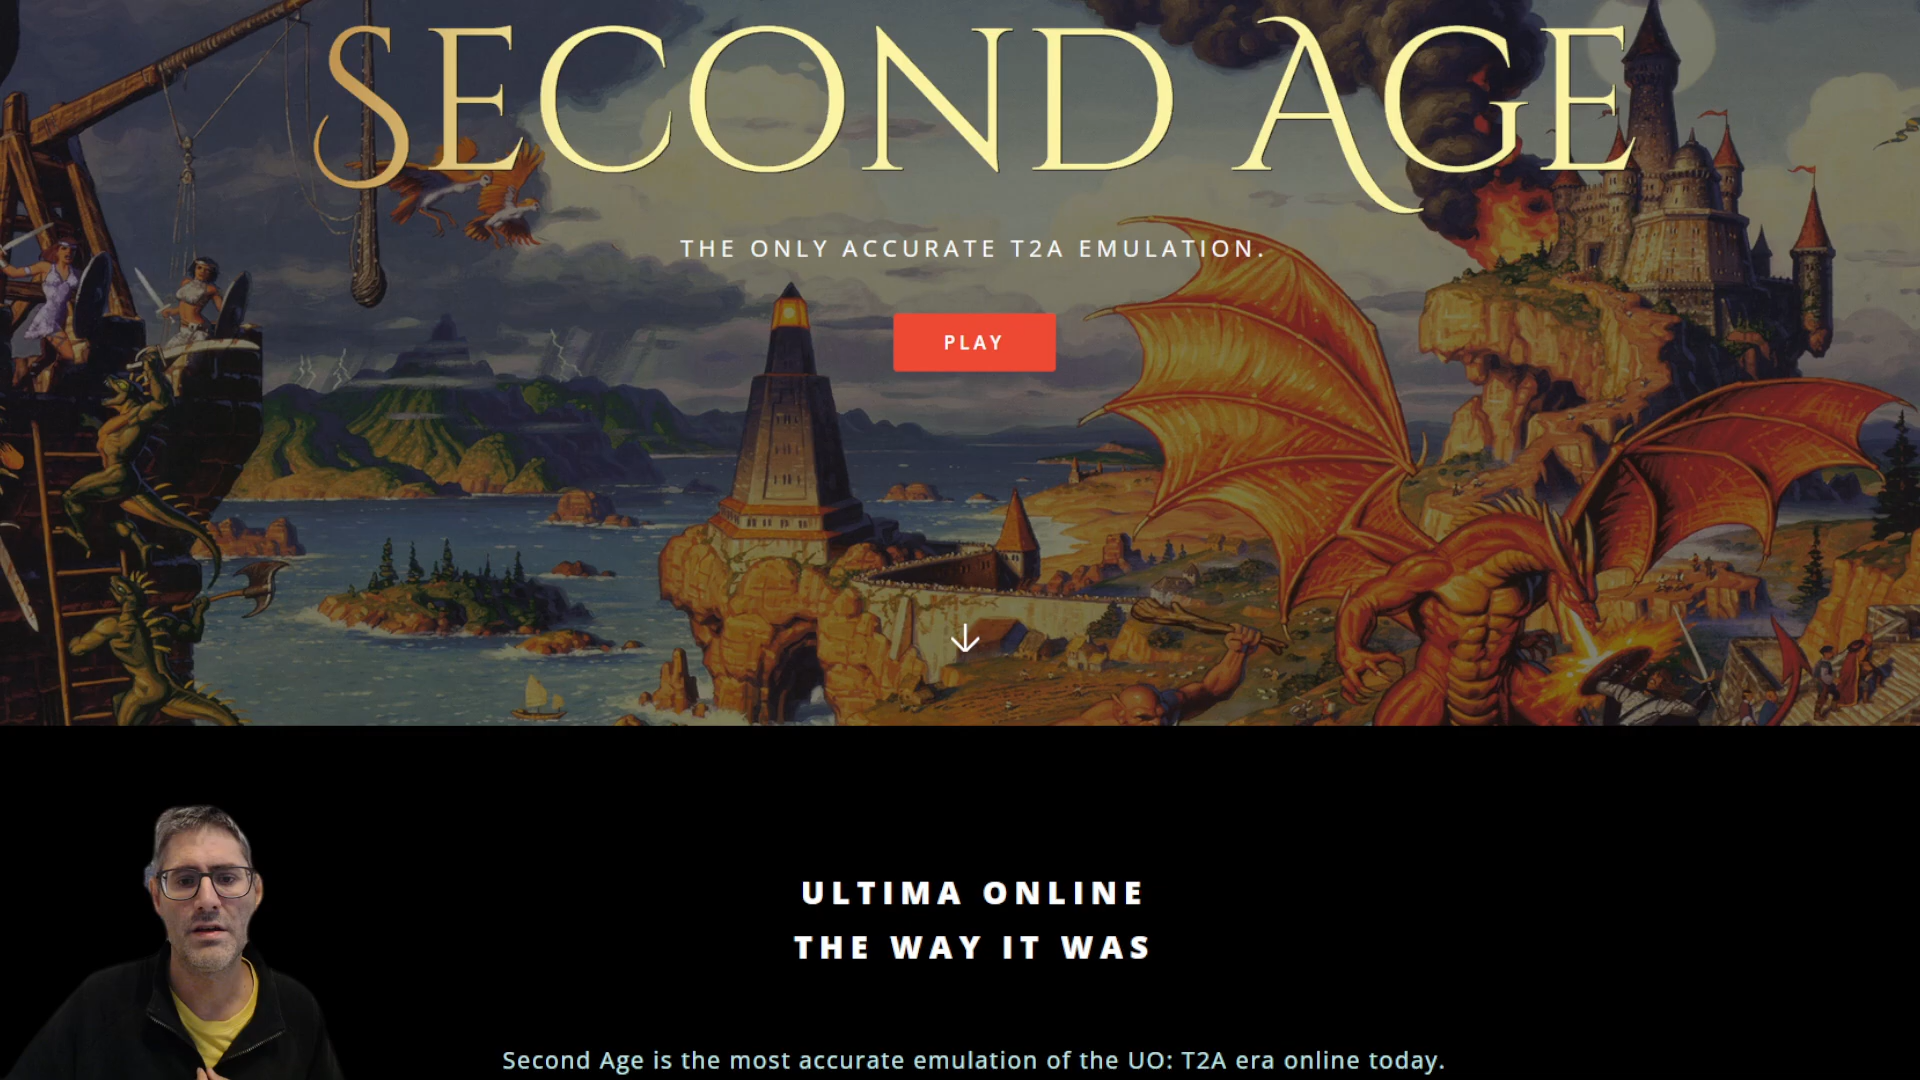 SECOND AGE
THE ONLY ACCURATE T2A EMULATION.
PLAY
ULTIMA ONLINE
THE WAY IT WAS
Second Age is the most accurate emulation of the UO: T2A era online today.